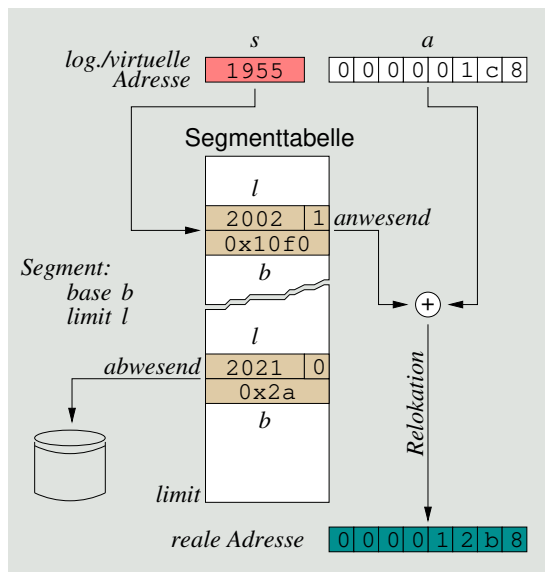 s a
log./virtuelle Adresse
1955
0 0 0 0 0 1 c 8
Segmenttabelle
l
2002 1 anwesend
0x10f0
b
Segment:
base b
limit l
+
l
abwesend 2021 0
0x2a
b
Relokation
limit
reale Adresse 0 0 0 0 1 2 b 8